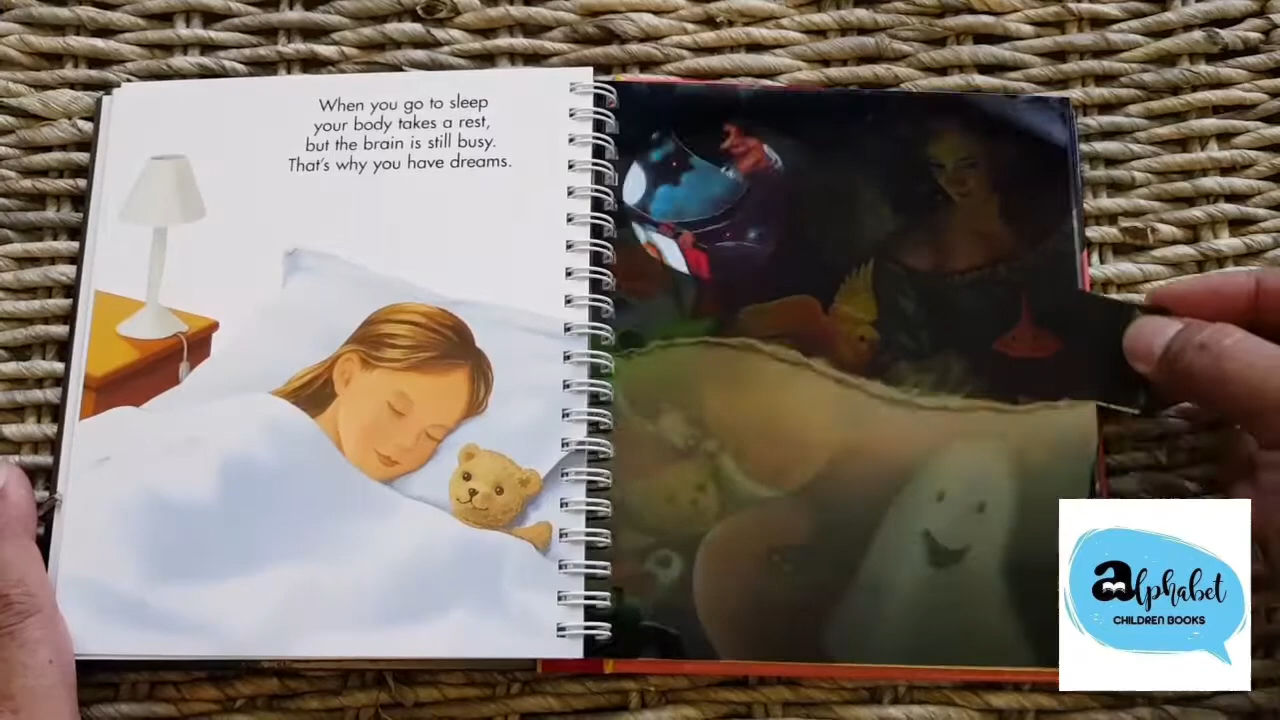 When you go to sleep
your body takes a rest,
but the brain is still busy.
That's why you have dreams.
alphabet
CHILDREN BOOKS